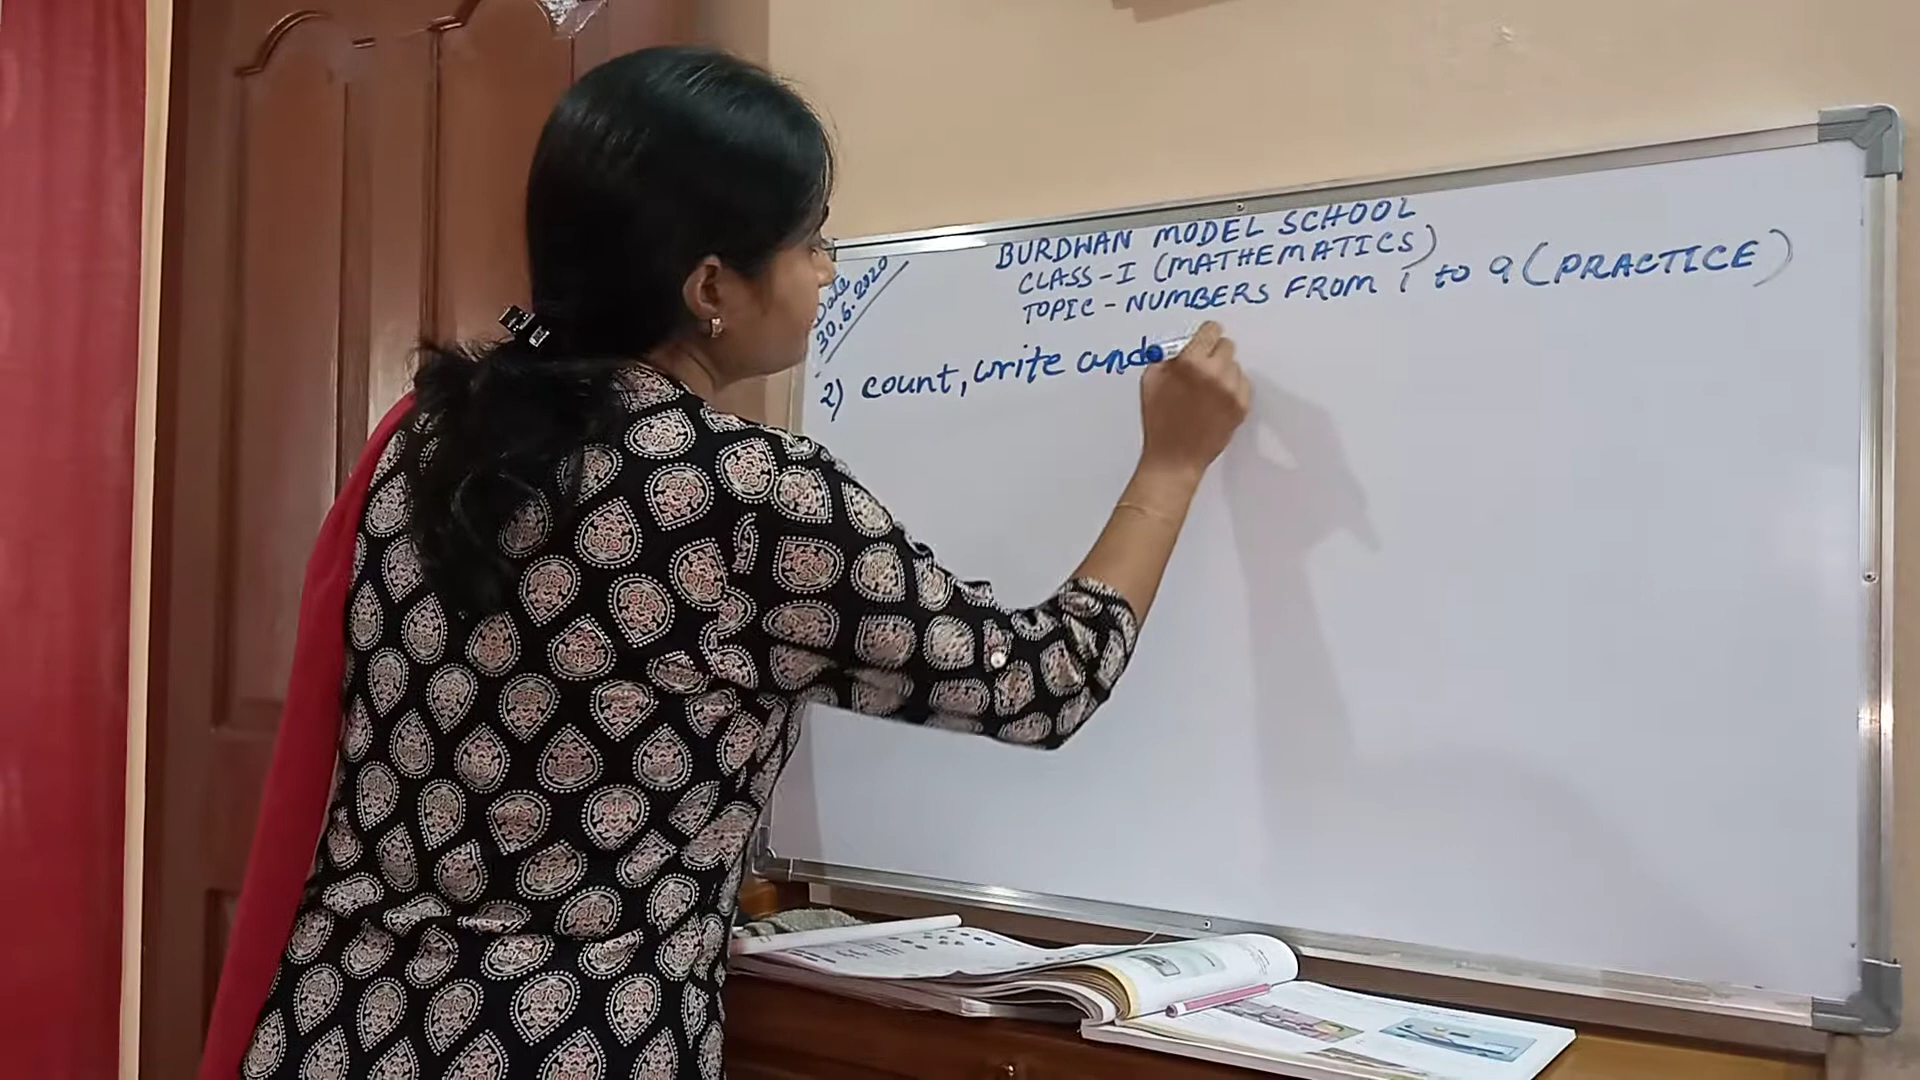 BURDWAN MODEL SCHOOL
CLASS-I (MATHEMATICS)
TOPIC - NUMBERS FROM 1 to 9 (PRACTICE)
Date
30.6.2020
2) count, write and